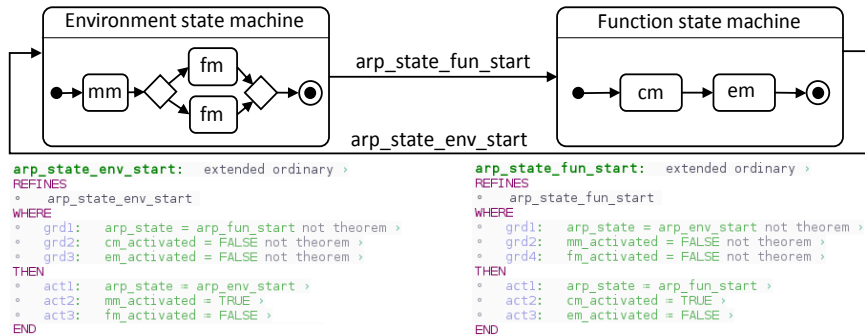 Environment state machine
Function state machine
fm
mm
fm
arp_state_fun_start
cm
em
arp_state_env_start
arp_state_env_start: extended ordinary ›
REFINES
◦ arp_state_env_start
WHERE
◦ grd1: arp_state = arp_fun_start not theorem ›
◦ grd2: cm_activated = FALSE not theorem ›
◦ grd3: em_activated = FALSE not theorem ›
THEN
◦ act1: arp_state ≔ arp_env_start ›
◦ act2: mm_activated ≔ TRUE ›
◦ act3: fm_activated ≔ FALSE ›
END
arp_state_fun_start: extended ordinary ›
REFINES
◦ arp_state_fun_start
WHERE
◦ grd1: arp_state = arp_env_start not theorem ›
◦ grd2: mm_activated = FALSE not theorem ›
◦ grd4: fm_activated = FALSE not theorem ›
THEN
◦ act1: arp_state ≔ arp_fun_start ›
◦ act2: cm_activated ≔ TRUE ›
◦ act3: em_activated ≔ FALSE ›
END